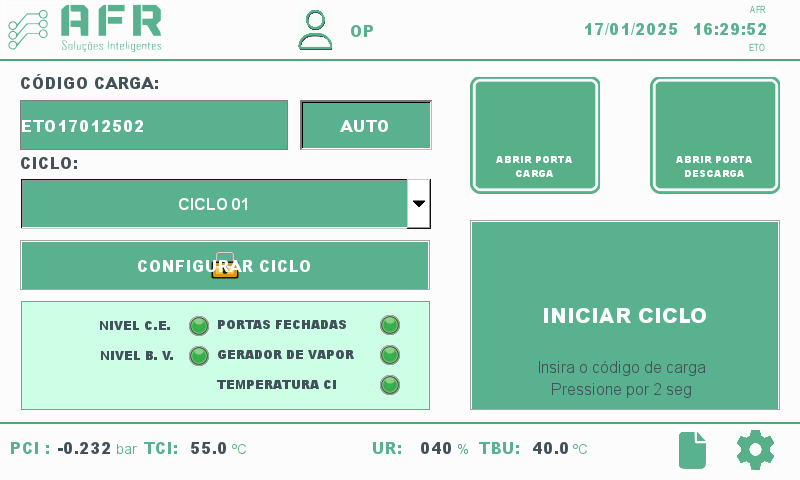 AFR
Soluções Inteligentes
OP
AFR
17/01/2025 16:29:52
ETO
CÓDIGO CARGA:
ETO17012502
AUTO
CICLO:
CICLO 01
CONFIGURAR CICLO
NIVEL C.E.
PORTAS FECHADAS
NIVEL B. V.
GERADOR DE VAPOR
TEMPERATURA CI
ABRIR PORTA
CARGA
ABRIR PORTA
DESCARGA
INICIAR CICLO
Insira o código de carga
Pressione por 2 seg
PCI : -0.232 bar TCI: 55.0 ºC UR: 040 % TBU: 40.0 ºC